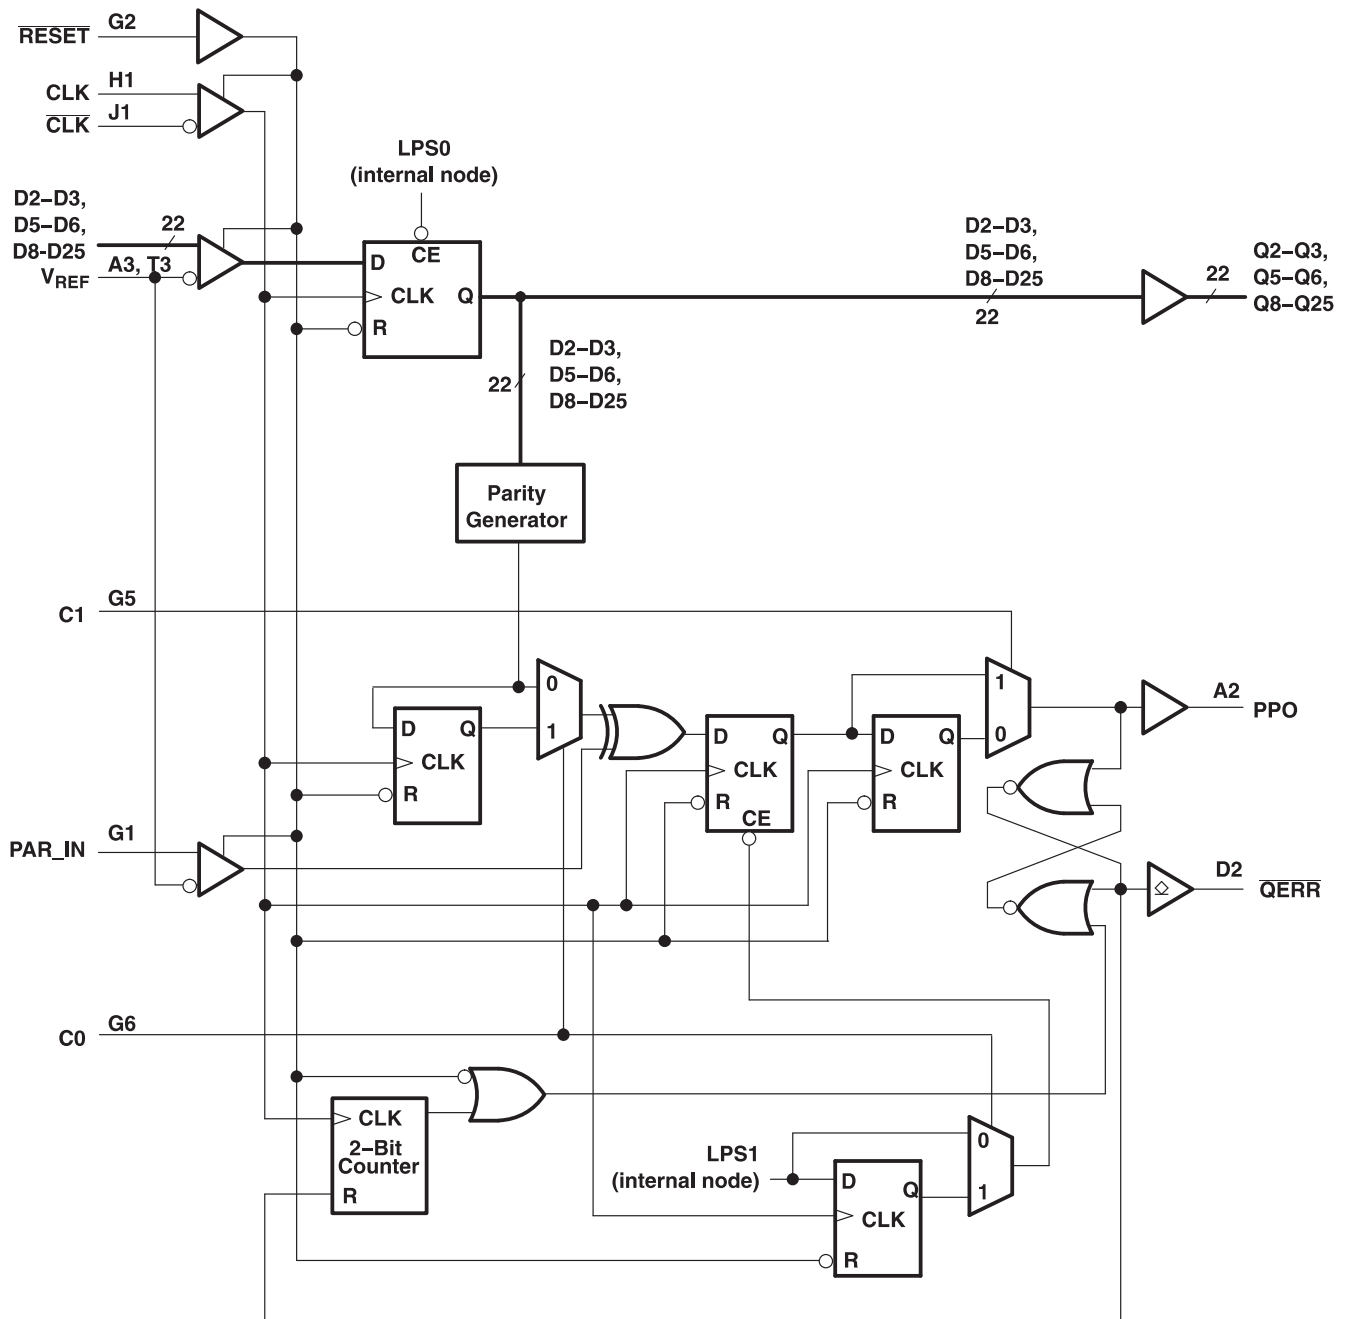 RESET
G2
CLK
H1
CLK
J1
LPS0
(internal node)
D2–D3,
D5–D6,
D8-D25
22
VREF
A3, T3
D
CE
CLK
Q
R
D2–D3,
D5–D6,
D8–D25
22
22
Q2–Q3,
Q5–Q6,
Q8–Q25
22
D2–D3,
D5–D6,
D8–D25
Parity
Generator
C1
G5
0
1
D
Q
CLK
R
D
Q
CLK
R
CE
D
Q
CLK
R
1
0
A2
PPO
PAR_IN
G1
D2
QERR
C0
G6
CLK
2–Bit
Counter
R
LPS1
(internal node)
D
Q
CLK
R
0
1